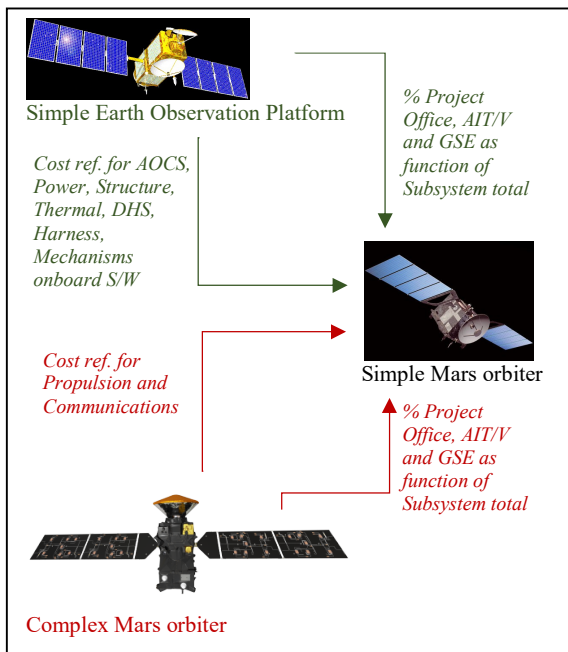 Simple Earth Observation Platform
% Project
Office, AIT/V
and GSE as
function of
Subsystem total
Cost ref. for AOCS,
Power, Structure,
Thermal, DHS,
Harness,
Mechanisms
onboard S/W
Simple Mars orbiter
Cost ref. for
Propulsion and
Communications
% Project
Office, AIT/V
and GSE as
function of
Subsystem total
Complex Mars orbiter